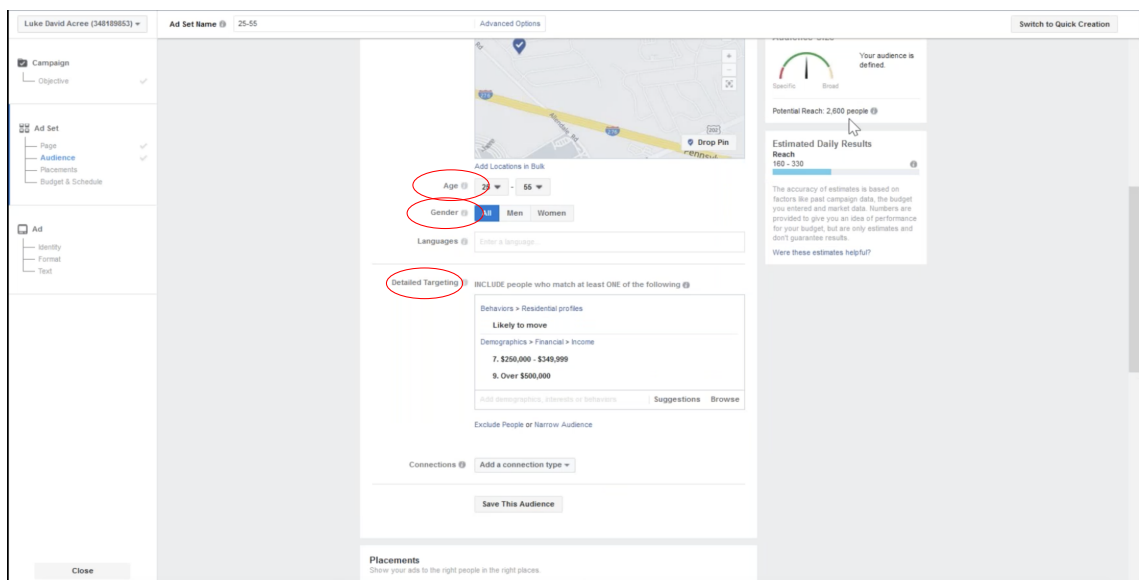 Luke David Acree (348189853)
Ad Set Name
25-55
Advanced Options
Switch to Quick Creation
Campaign
Objective
Ad Set
Page
Audience
Placements
Budget & Schedule
Ad
Identity
Format
Text
Close
Drop Pin
Add Locations in Bulk
Age
55
Gender
All Men Women
Languages
Enter a language...
Detailed Targeting
INCLUDE people who match at least ONE of the following
Behaviors > Residential profiles
Likely to move
Demographics > Financial > Income
7. $250,000 - $349,999
9. Over $500,000
Add demographics, interests or behaviors
Suggestions Browse
Exclude People or Narrow Audience
Connections
Add a connection type
Save This Audience
Placements
Show your ads to the right people in the right places.
Audience Size
Your audience is
defined.
Specific Broad
Potential Reach: 2,600 people
Estimated Daily Results
Reach
160 - 330
The accuracy of estimates is based on
factors like past campaign data, the budget
you entered and market data. Numbers are
provided to give you an idea of performance
for your budget, but are only estimates and
don't guarantee results.
Were these estimates helpful?